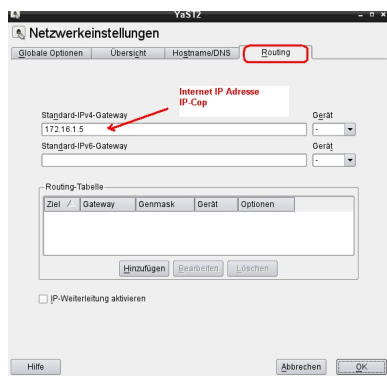 YaST2
Netzwerkeinstellungen
Globale Optionen Übersicht Hostname/DNS Routing
Internet IP Adresse
IP-Cop
Standard-IPv4-Gateway Gerät
172.16.1.5 -
Standard-IPv6-Gateway Gerät
-
Routing-Tabelle
Ziel Gateway Genmask Gerät Optionen
Hinzufügen Bearbeiten Löschen
IP-Weiterleitung aktivieren
Hilfe Abbrechen OK